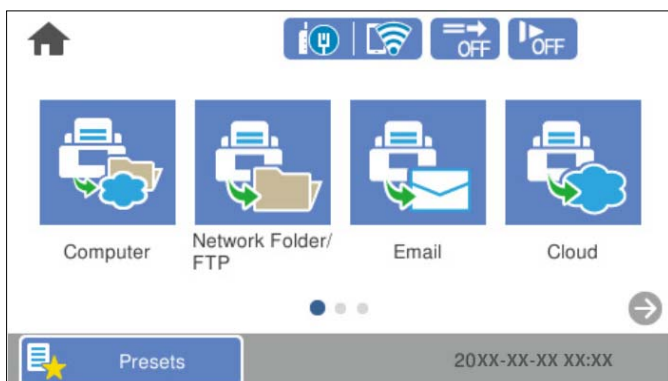 OFF
OFF
Computer
Network Folder/
FTP
Email
Cloud
Presets
20XX-XX-XX XX:XX